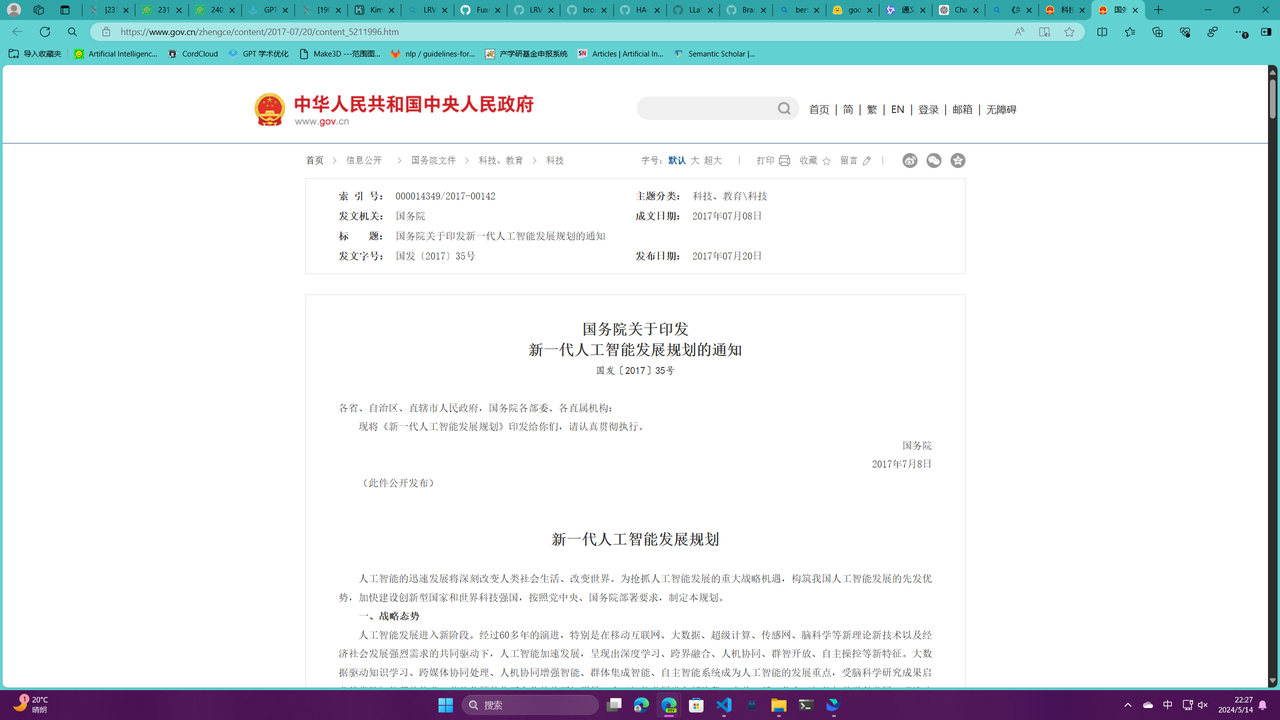 [23 231 240 GPT [190 Kim LRV Fux LRV bro HA- LLa Brad bers goo 通义 Cha 《关 科技 国务
https://www.gov.cn/zhengce/content/2017-07/20/content_5211996.htm
导入收藏夹 Artificial Intelligenc... CordCloud GPT 学术优化 Make3D ---范围图... nlp / guidelines-for... 产学研基金申报系统 Articles | Artificial In... Semantic Scholar |...
中华人民共和国中央人民政府
www.gov.cn
首页 | 简 | 繁 | EN | 登录 | 邮箱 | 无障碍
首页 > 信息公开 > 国务院文件 > 科技、教育 > 科技
字号：默认 大 超大 | 打印 收藏 留言 |
索 引 号： 000014349/2017-00142 主题分类： 科技、教育\科技
发文机关： 国务院 成文日期： 2017年07月08日
标 题： 国务院关于印发新一代人工智能发展规划的通知
发文字号： 国发〔2017〕35号 发布日期： 2017年07月20日
国务院关于印发
新一代人工智能发展规划的通知
国发〔2017〕35号
各省、自治区、直辖市人民政府，国务院各部委、各直属机构：
现将《新一代人工智能发展规划》印发给你们，请认真贯彻执行。
国务院
2017年7月8日
（此件公开发布）
新一代人工智能发展规划
人工智能的迅速发展将深刻改变人类社会生活、改变世界。为抢抓人工智能发展的重大战略机遇，构筑我国人工智能发展的先发优
势，加快建设创新型国家和世界科技强国，按照党中央、国务院部署要求，制定本规划。
一、战略态势
人工智能发展进入新阶段。经过60多年的演进，特别是在移动互联网、大数据、超级计算、传感网、脑科学等新理论新技术以及经
济社会发展强烈需求的共同驱动下，人工智能加速发展，呈现出深度学习、跨界融合、人机协同、群智开放、自主操控等新特征。大数
据驱动知识学习、跨媒体协同处理、人机协同增强智能、群体集成智能、自主智能系统成为人工智能的发展重点，受脑科学研究成果启
1
20°C
晴朗
搜索
中
22:27
2024/5/14